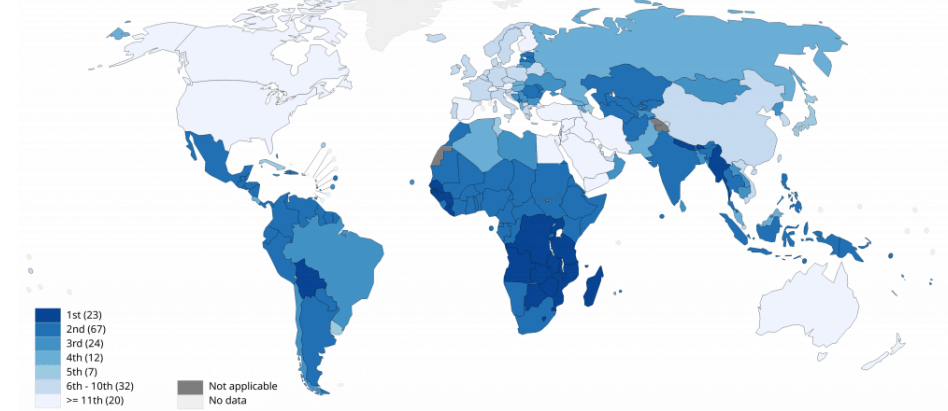 1st (23)
2nd (67)
3rd (24)
4th (12)
5th (7)
6th - 10th (32)
>= 11th (20)
Not applicable
No data